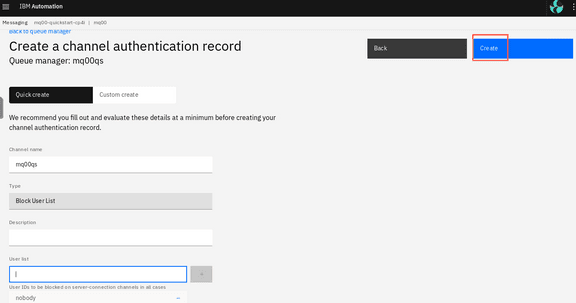 IBM Automation
Messaging mq00-quickstart-cp4i | mq00
Back to queue manager
Create a channel authentication record
Queue manager: mq00qs
Back
Create
Quick create
Custom create
We recommend you fill out and evaluate these details at a minimum before creating your
channel authentication record.
Channel name
mq00qs
Type
Block User List
Description
User list
+
User IDs to be blocked on server-connection channels in all cases
nobody